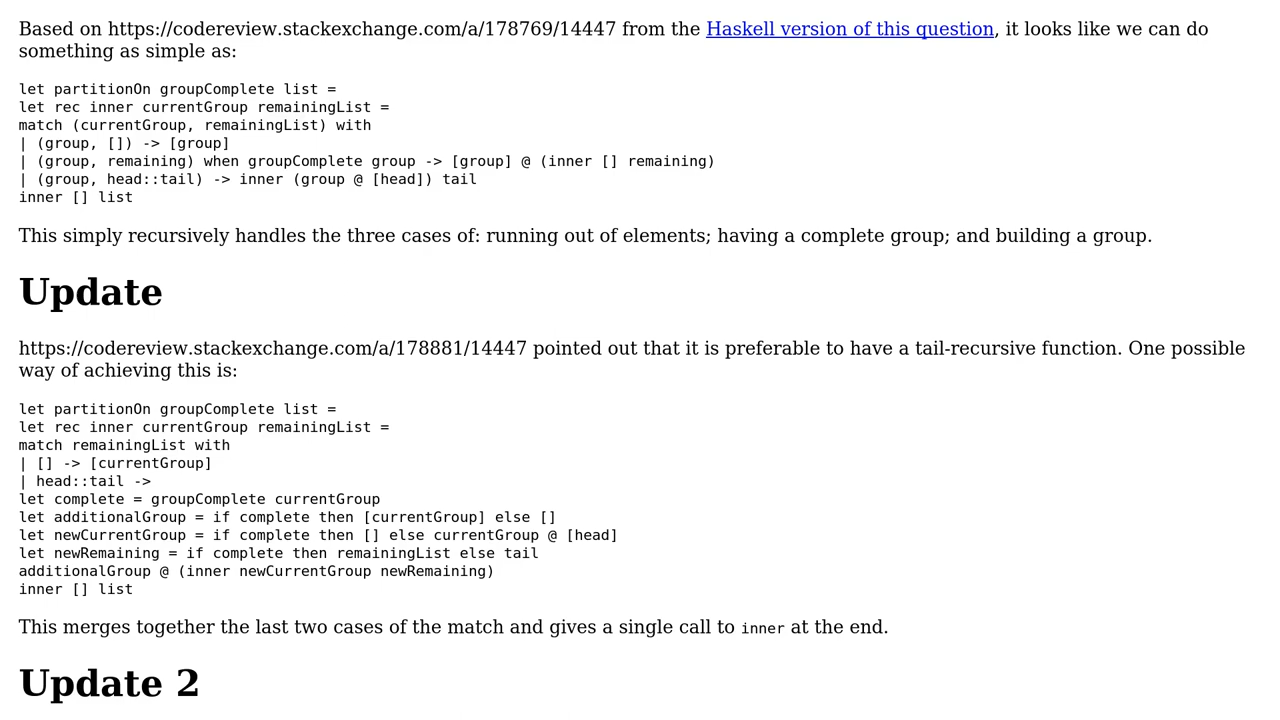 Based on https://codereview.stackexchange.com/a/178769/14447 from the Haskell version of this question, it looks like we can do
something as simple as:
let partitionOn groupComplete list =
let rec inner currentGroup remainingList =
match (currentGroup, remainingList) with
| (group, []) -> [group]
| (group, remaining) when groupComplete group -> [group] @ (inner [] remaining)
| (group, head::tail) -> inner (group @ [head]) tail
inner [] list
This simply recursively handles the three cases of: running out of elements; having a complete group; and building a group.
Update
https://codereview.stackexchange.com/a/178881/14447 pointed out that it is preferable to have a tail-recursive function. One possible
way of achieving this is:
let partitionOn groupComplete list =
let rec inner currentGroup remainingList =
match remainingList with
| [] -> [currentGroup]
| head::tail ->
let complete = groupComplete currentGroup
let additionalGroup = if complete then [currentGroup] else []
let newCurrentGroup = if complete then [] else currentGroup @ [head]
let newRemaining = if complete then remainingList else tail
additionalGroup @ (inner newCurrentGroup newRemaining)
inner [] list
This merges together the last two cases of the match and gives a single call to inner at the end.
Update 2